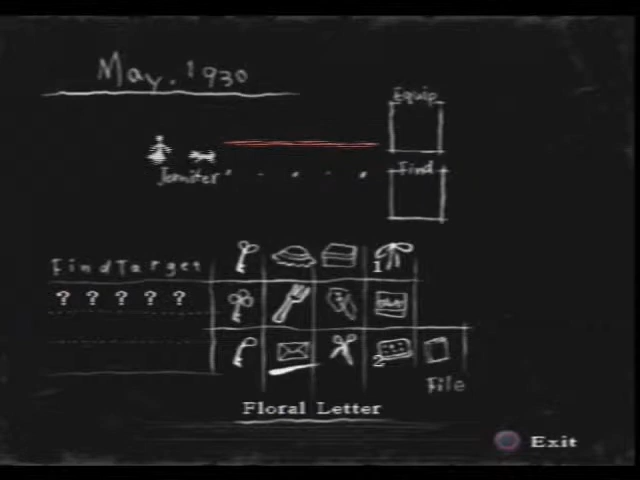 May. 1930
Equip
Jennifer
Find
FindTarget
1
? ? ? ? ?
2
File
Floral Letter
Exit